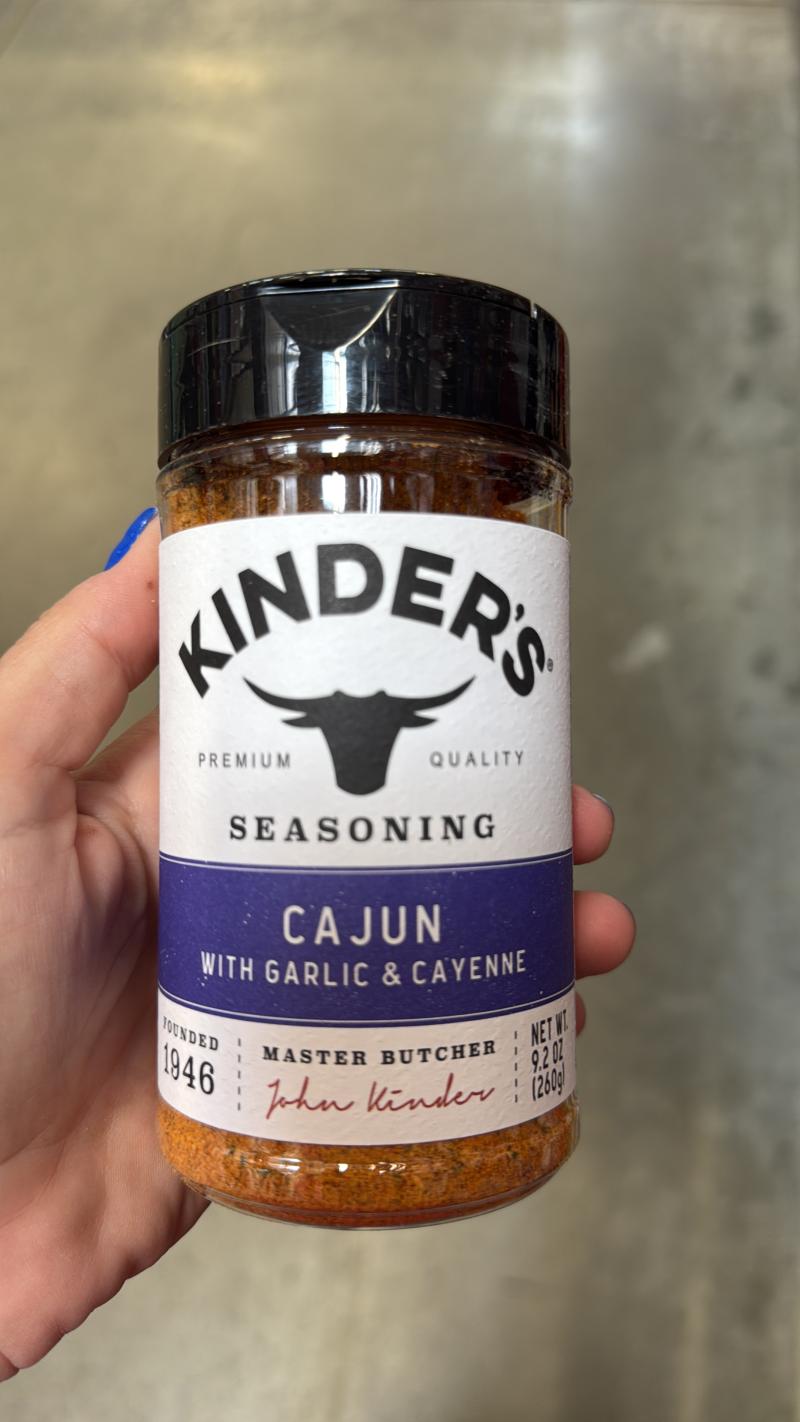 KINDER'S®
PREMIUM QUALITY
SEASONING
CAJUN
WITH GARLIC & CAYENNE
FOUNDED
1946
MASTER BUTCHER
John Kinder
NET WT.
9.2 OZ
(260g)